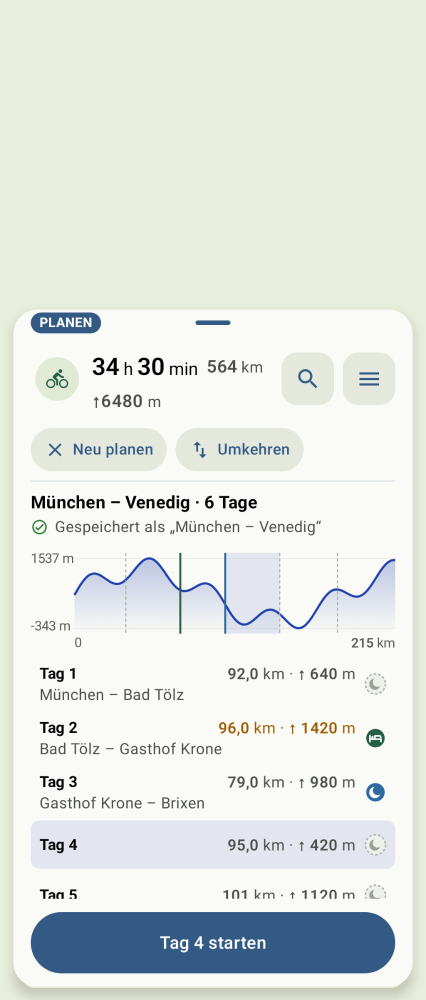 PLANEN
34 h 30 min 564 km
↑6480 m
Neu planen Umkehren
München – Venedig · 6 Tage
Gespeichert als „München – Venedig“
1537 m
-343 m
0 215 km
Tag 1 92,0 km · ↑ 640 m
München – Bad Tölz
Tag 2 96,0 km · ↑ 1420 m
Bad Tölz – Gasthof Krone
Tag 3 79,0 km · ↑ 980 m
Gasthof Krone – Brixen
Tag 4 95,0 km · ↑ 420 m
Tag 5 101 km · ↑ 1120 m
Tag 4 starten